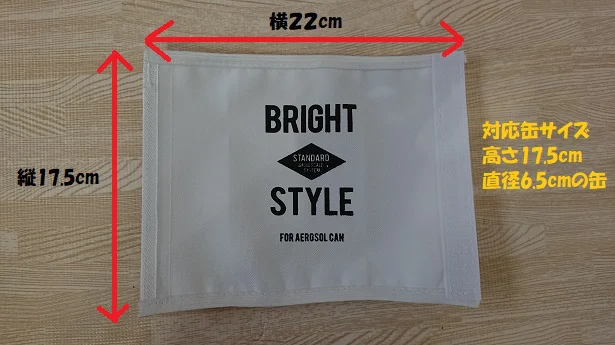 横22cm
縦17.5cm
BRIGHT
STANDARD
SYSTEM
STYLE
FOR AEROSOL CAN
対応缶サイズ
高さ17.5cm
直径6.5cmの缶